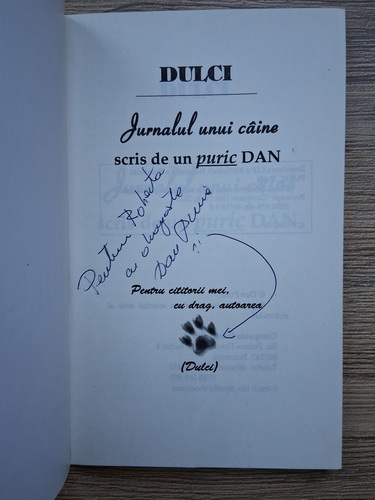 DULCI
Jurnalul unui câine
scris de un puric DAN
Pentru Roberta
cu dragoste
Dan Puric
Pentru cititorii mei,
cu drag, autoarea
(Dulci)